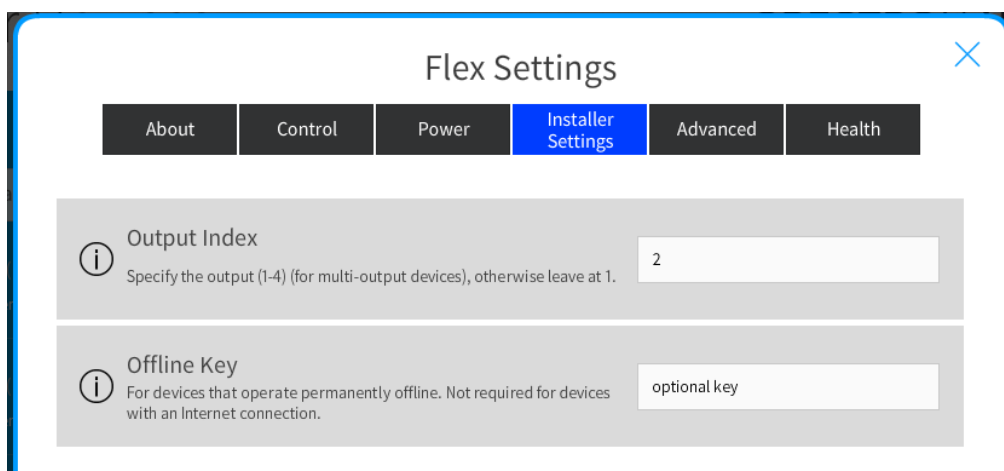 Flex Settings
About
Control
Power
Installer
Settings
Advanced
Health
Output Index
Specify the output (1-4) (for multi-output devices), otherwise leave at 1.
2
Offline Key
For devices that operate permanently offline. Not required for devices
with an Internet connection.
optional key